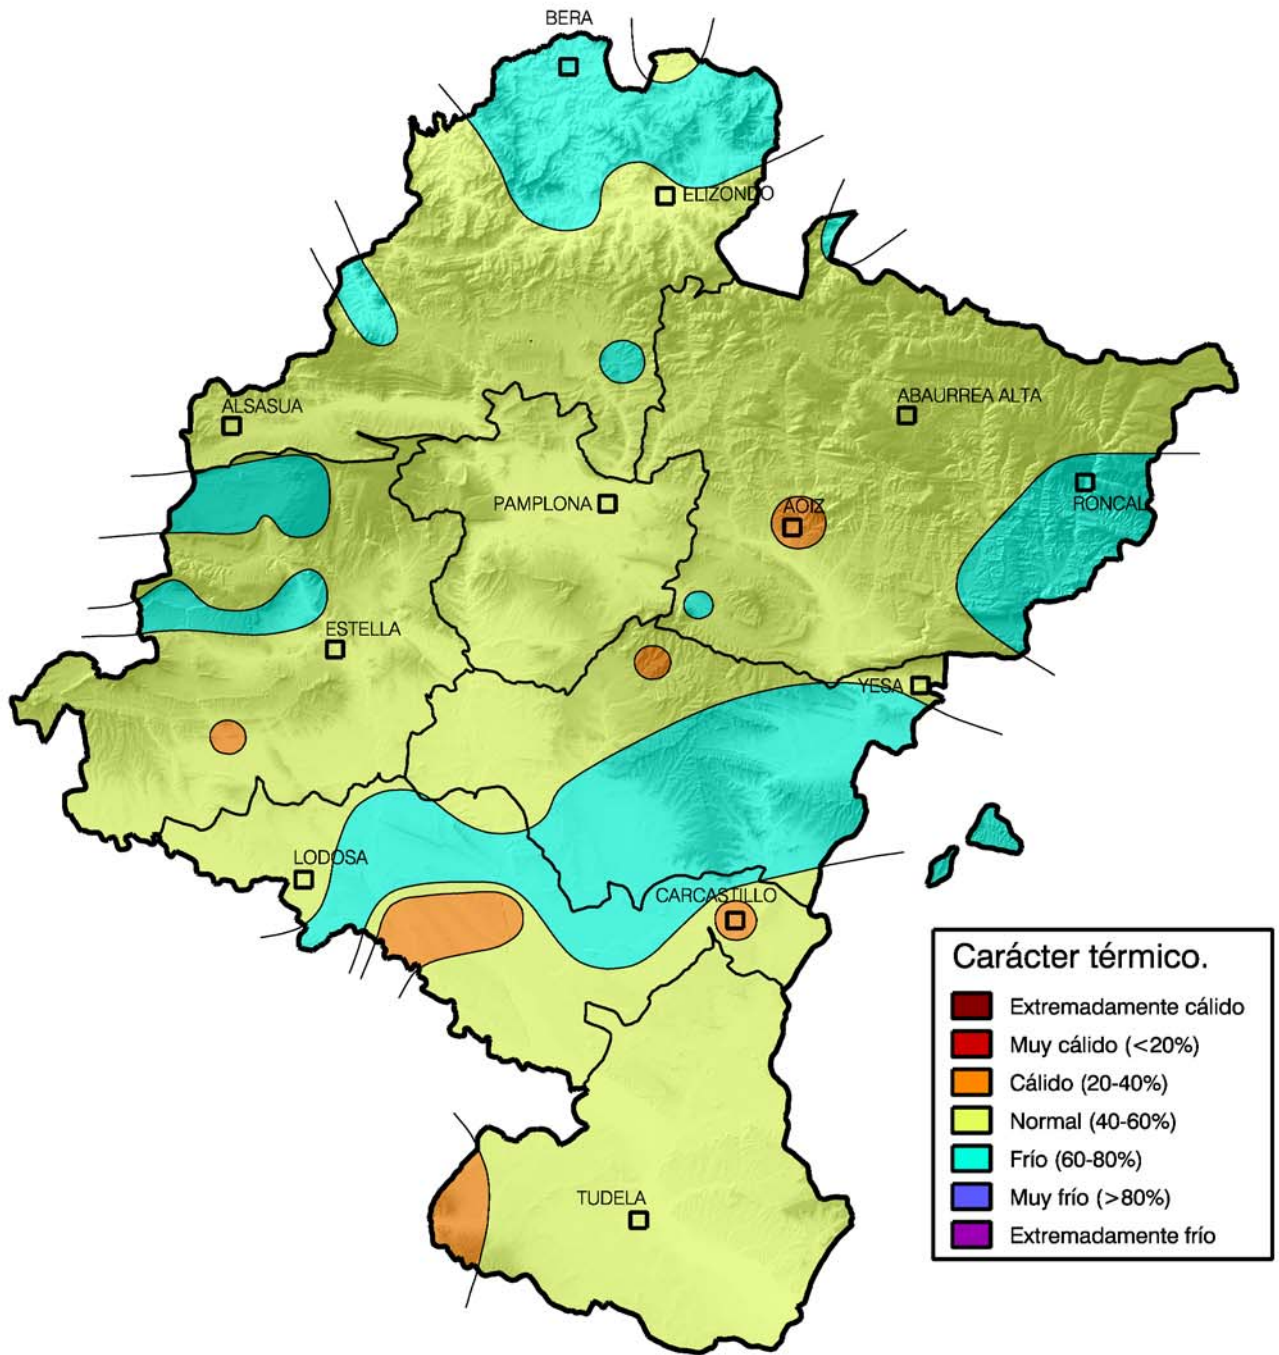 BERA
ELIZONDO
ABAURREA ALTA
ALSASUA
PAMPLONA
AOIZ
RONCAL
ESTELLA
YESA
LODOSA
CARCASTILLO
TUDELA
Carácter térmico.
Extremadamente cálido
Muy cálido (<20%)
Cálido (20-40%)
Normal (40-60%)
Frío (60-80%)
Muy frío (>80%)
Extremadamente frío